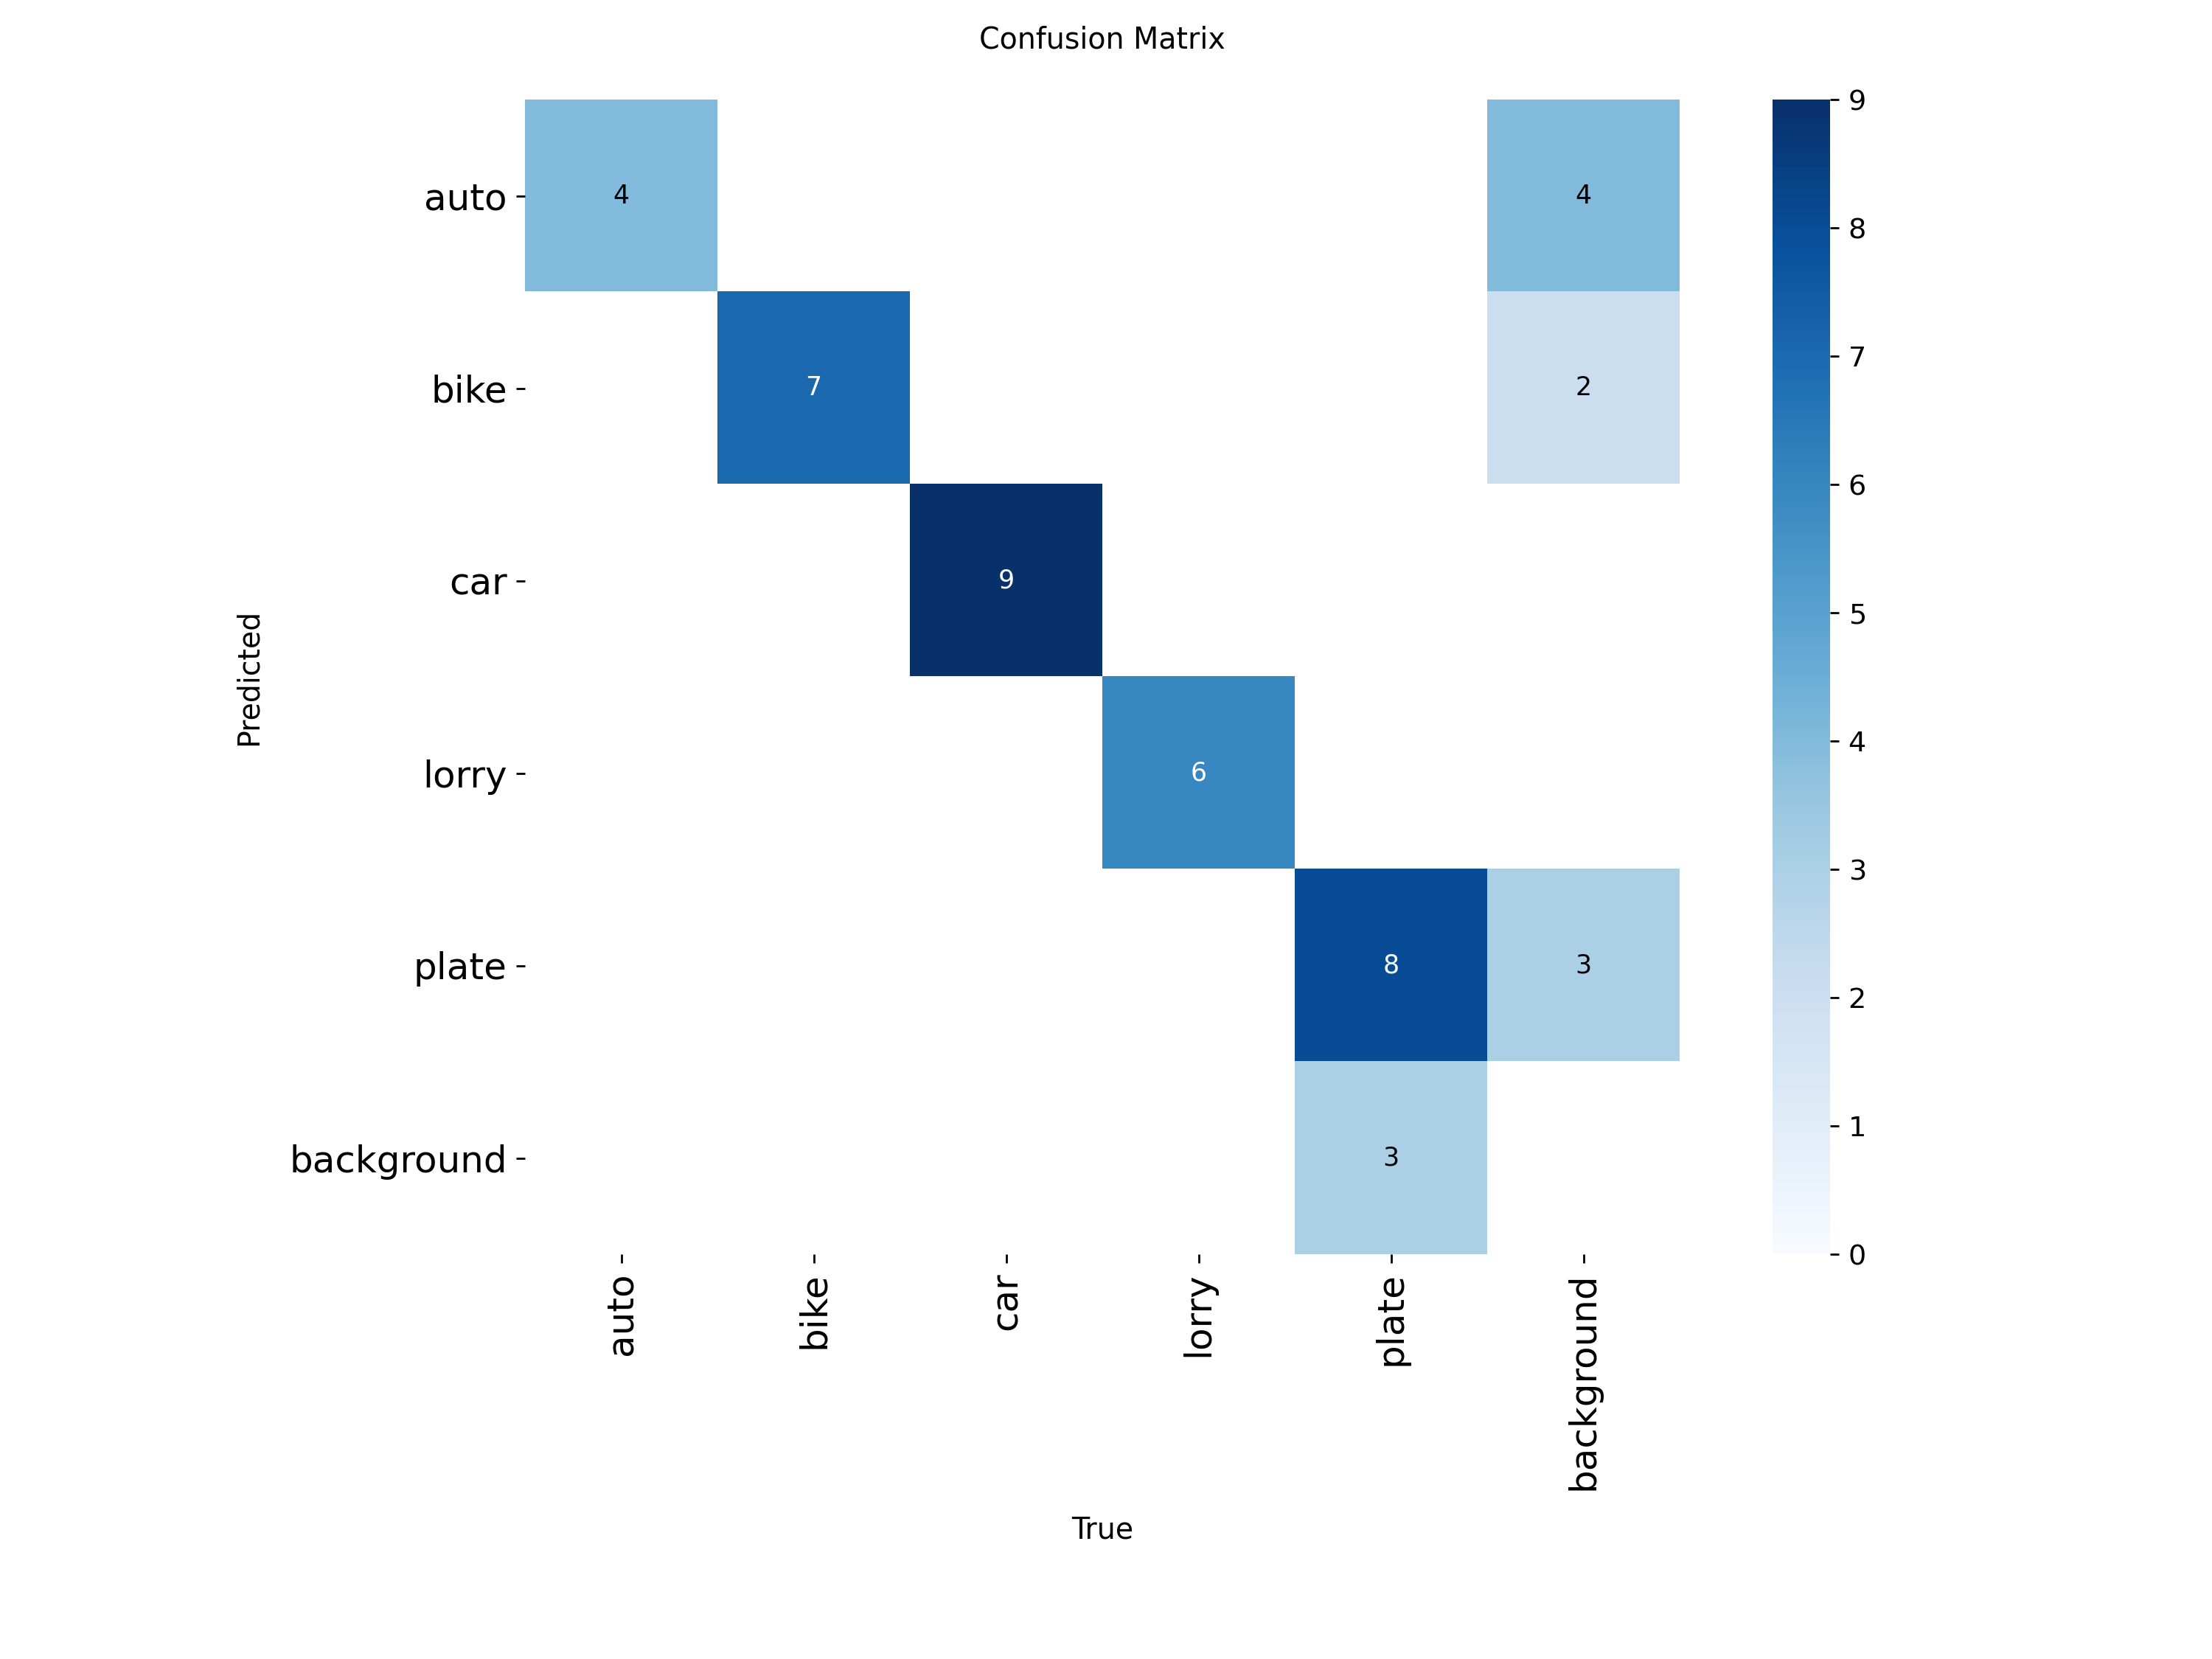 Confusion Matrix
auto
4
4
bike
7
2
car
9
lorry
6
plate
8
3
background
3
Predicted
auto
bike
car
lorry
plate
background
True
9
8
7
6
5
4
3
2
1
0